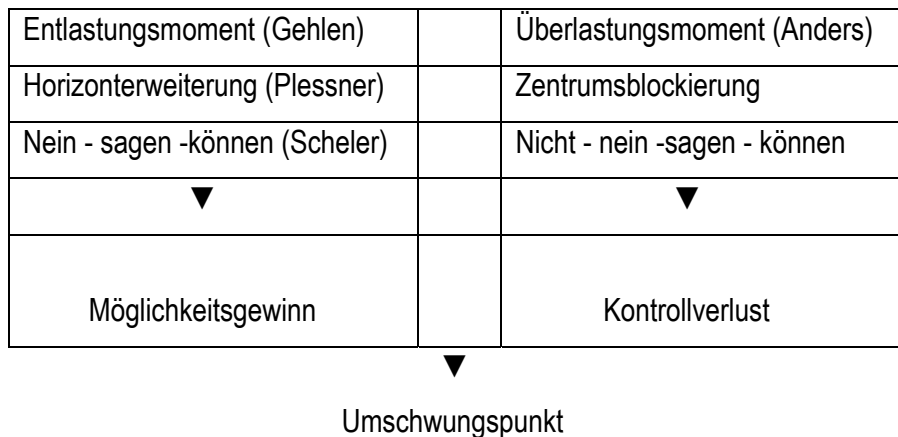 Entlastungsmoment (Gehlen) Überlastungsmoment (Anders)
Horizonterweiterung (Plessner) Zentrumsblockierung
Nein - sagen -können (Scheler) Nicht - nein -sagen - können
▼ ▼
Möglichkeitsgewinn Kontrollverlust
▼
Umschwungspunkt